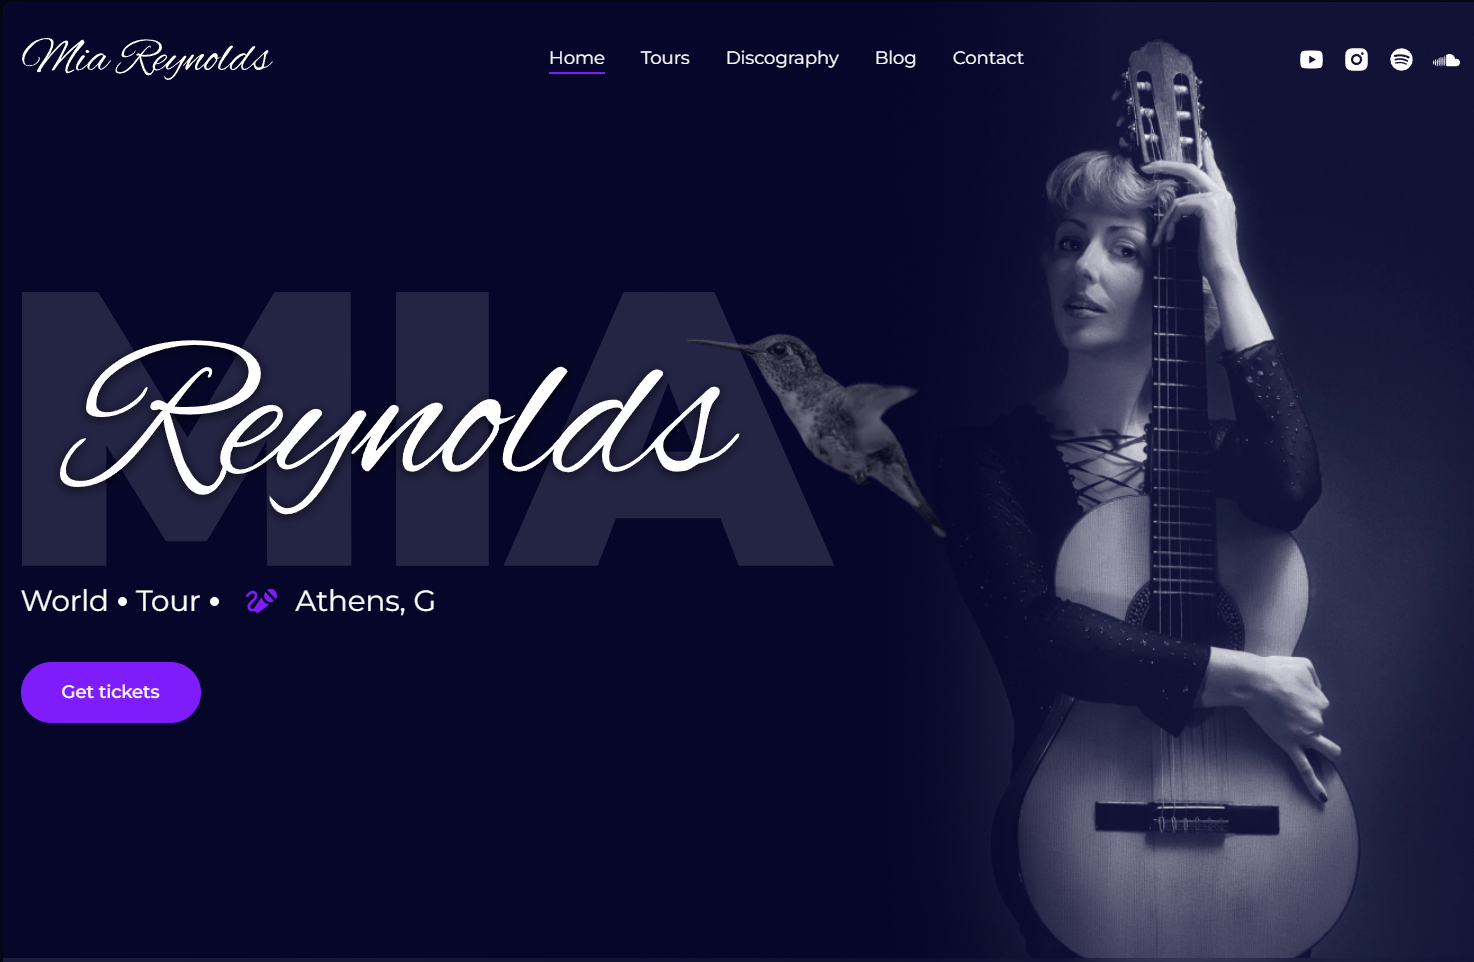 Mia Reynolds
Home Tours Discography Blog Contact
MIA
Reynolds
World • Tour • Athens, G
Get tickets